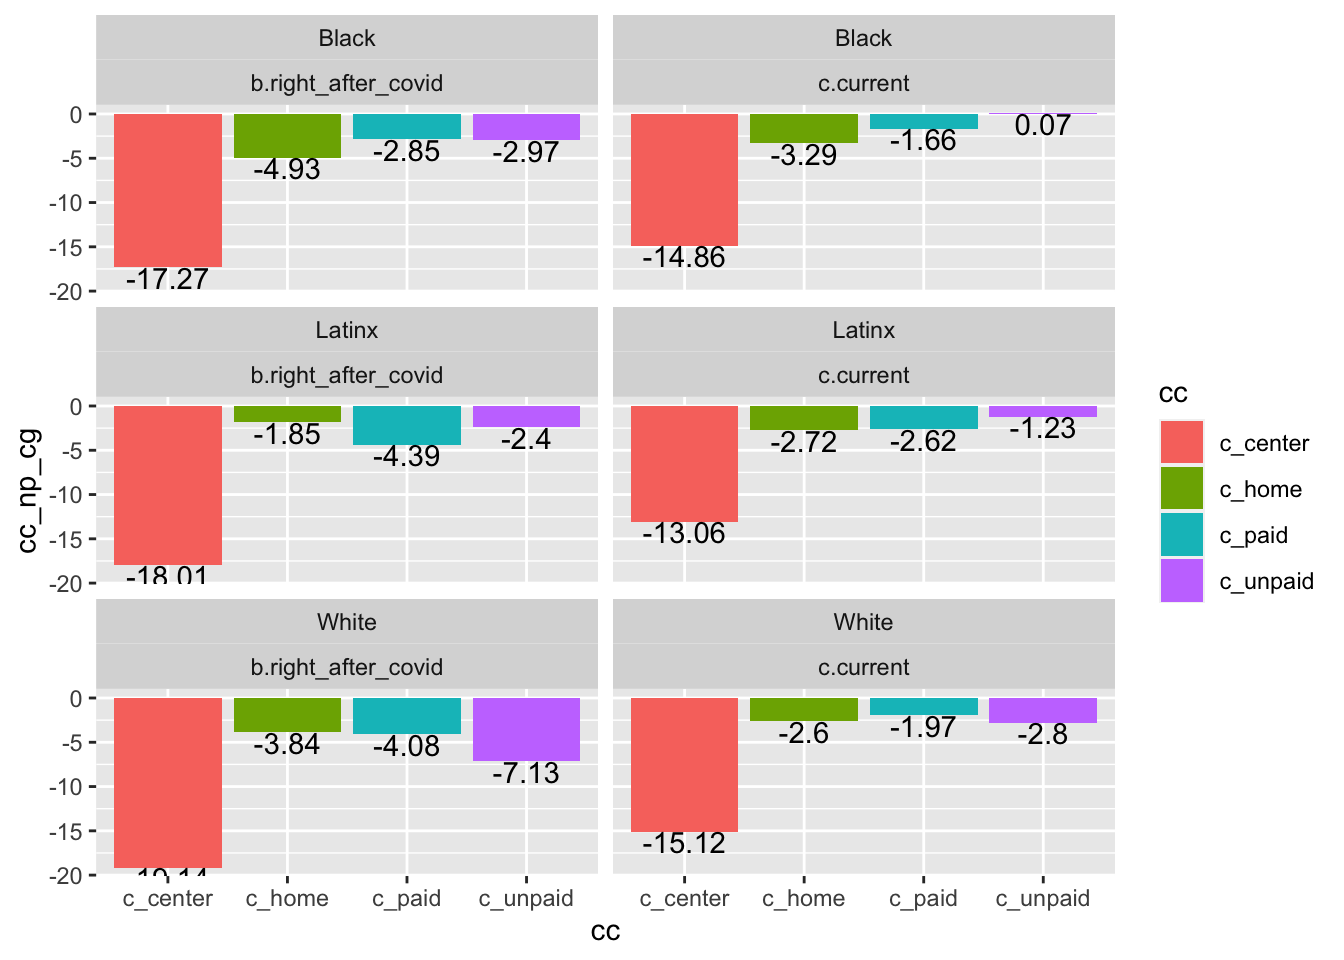 Black
Black
b.right_after_covid
c.current
0
-5
-10
-15
-20
-17.27
-4.93
-2.85
-2.97
-14.86
-3.29
-1.66
0.07
Latinx
Latinx
b.right_after_covid
c.current
0
-5
-10
-15
-20
-18.01
-1.85
-4.39
-2.4
-13.06
-2.72
-2.62
-1.23
White
White
b.right_after_covid
c.current
0
-5
-10
-15
-20
-3.84
-4.08
-7.13
-15.12
-2.6
-1.97
-2.8
c_center
c_home
c_paid
c_unpaid
c_center
c_home
c_paid
c_unpaid
cc
cc_np_cg
cc
c_center
c_home
c_paid
c_unpaid